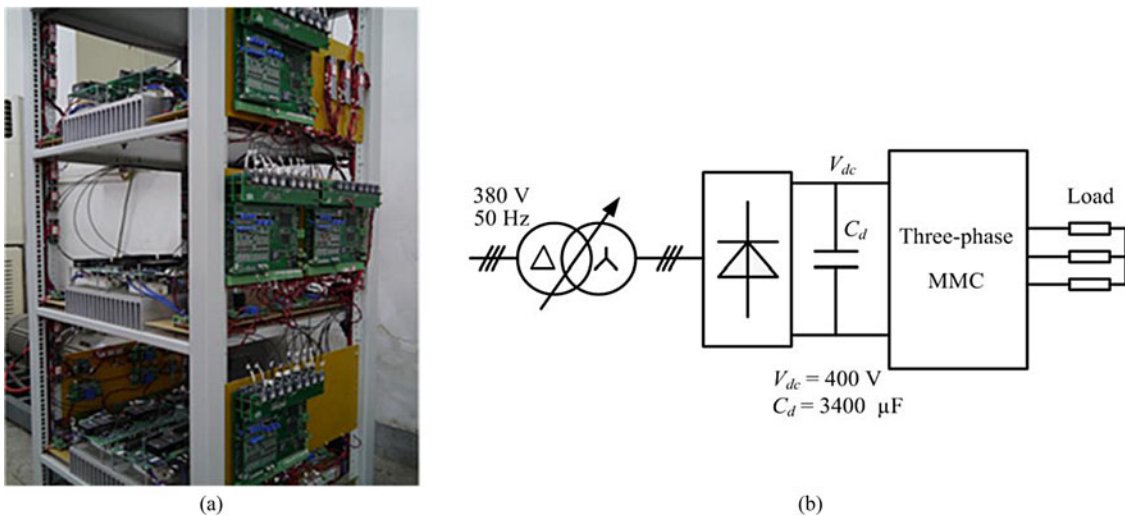 380 V
50 Hz
V_dc
C_d
Three-phase
MMC
Load
V_dc = 400 V
C_d = 3400 µF
(a)
(b)